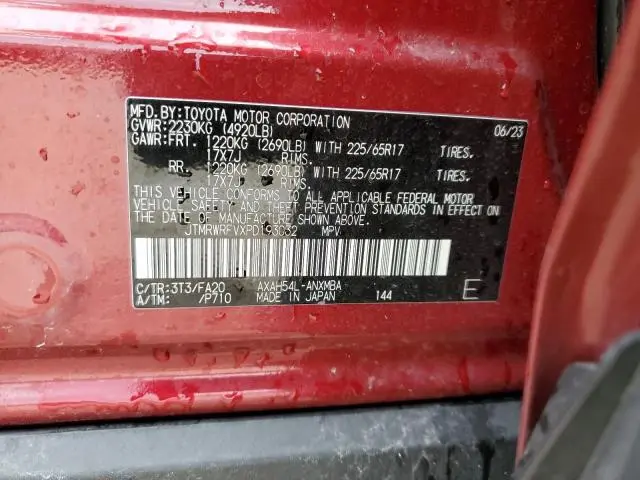 MFD.BY:TOYOTA MOTOR CORPORATION 06/23
GVWR:2230KG (4920LB)
GAWR:FRT. 1220KG (2690LB) WITH 225/65R17 TIRES.
17X7J RIMS.
RR. 1220KG (2690LB) WITH 225/65R17 TIRES.
17X7J RIMS.
THIS VEHICLE CONFORMS TO ALL APPLICABLE FEDERAL MOTOR
VEHICLE SAFETY AND THEFT PREVENTION STANDARDS IN EFFECT
ON THE DATE OF MANUFACTURE SHOWN ABOVE.
JTMRWRFVXPD193032 MPV
C/TR:3T3/FA20 AXAH54L-ANXMBA
A/TM: /P710 MADE IN JAPAN 144 E